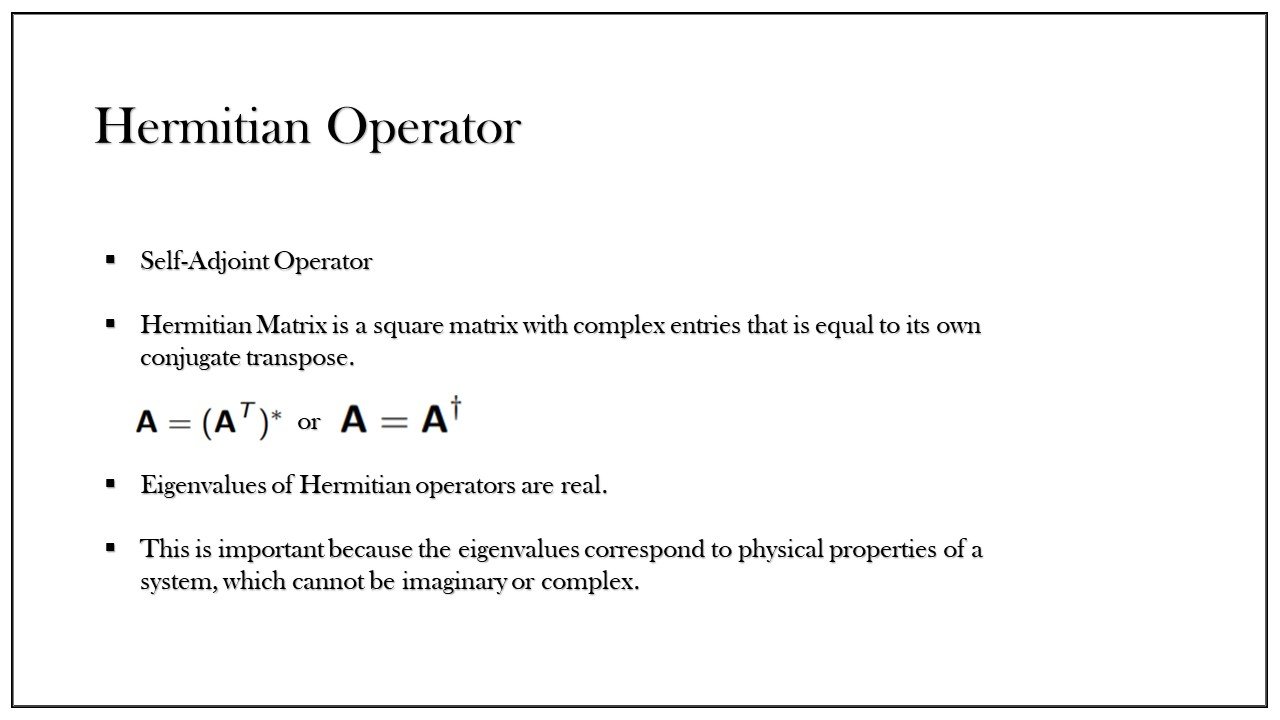 Hermitian Operator
▪ Self-Adjoint Operator
▪ Hermitian Matrix is a square matrix with complex entries that is equal to its own
conjugate transpose.
A = (Aᵀ)* or A = A†
▪ Eigenvalues of Hermitian operators are real.
▪ This is important because the eigenvalues correspond to physical properties of a
system, which cannot be imaginary or complex.